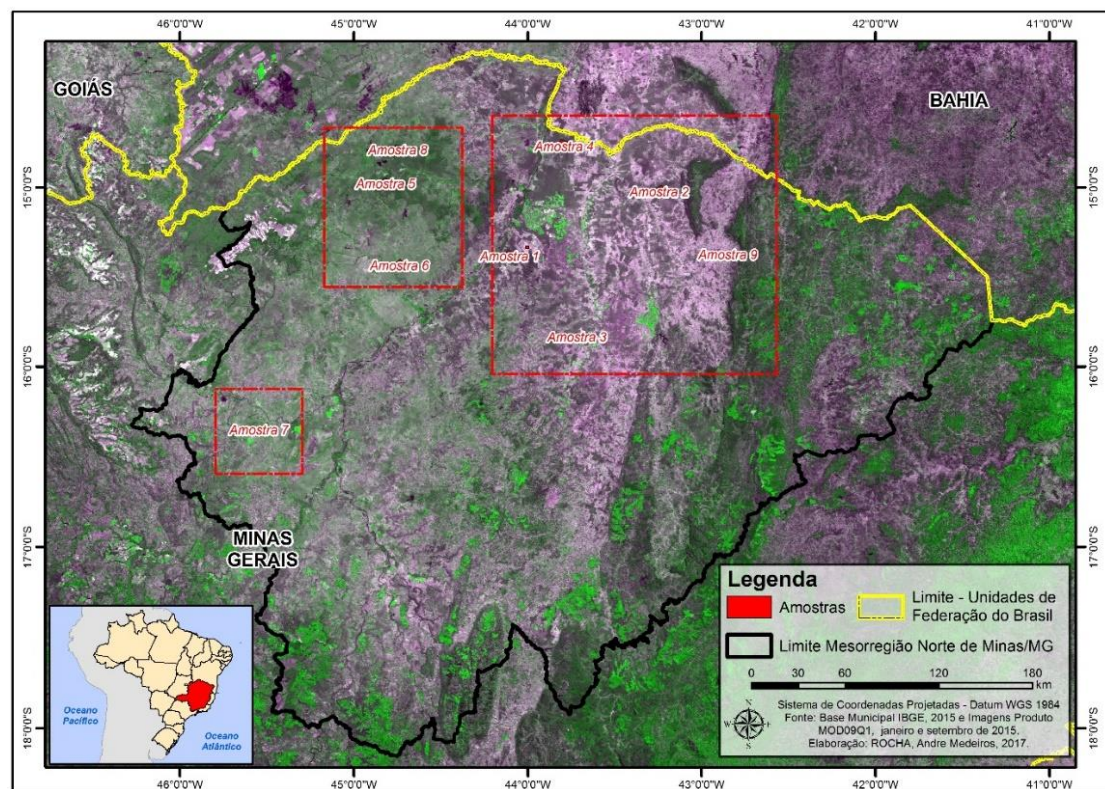 46°0'0"W 45°0'0"W 44°0'0"W 43°0'0"W 42°0'0"W 41°0'0"W
GOIÁS
BAHIA
Amostra 8
Amostra 4
15°0'0"S
Amostra 5
Amostra 2
15°0'0"S
Amostra 1
Amostra 9
Amostra 6
Amostra 3
16°0'0"S
16°0'0"S
Amostra 7
17°0'0"S
17°0'0"S
MINAS
GERAIS
Legenda
Amostras
Limite - Unidades de
Federação do Brasil
Limite Mesorregião Norte de Minas/MG
0 30 60 120 180
km
N
W E
S
Sistema de Coordenadas Projetadas - Datum WGS 1984
Fonte: Base Municipal IBGE, 2015 e Imagens Produto
MOD09Q1, janeiro e setembro de 2015.
Elaboração: ROCHA, Andre Medeiros, 2017.
Oceano
Pacífico
Oceano
Atlântico
18°0'0"S
18°0'0"S
46°0'0"W 45°0'0"W 44°0'0"W 43°0'0"W 42°0'0"W 41°0'0"W